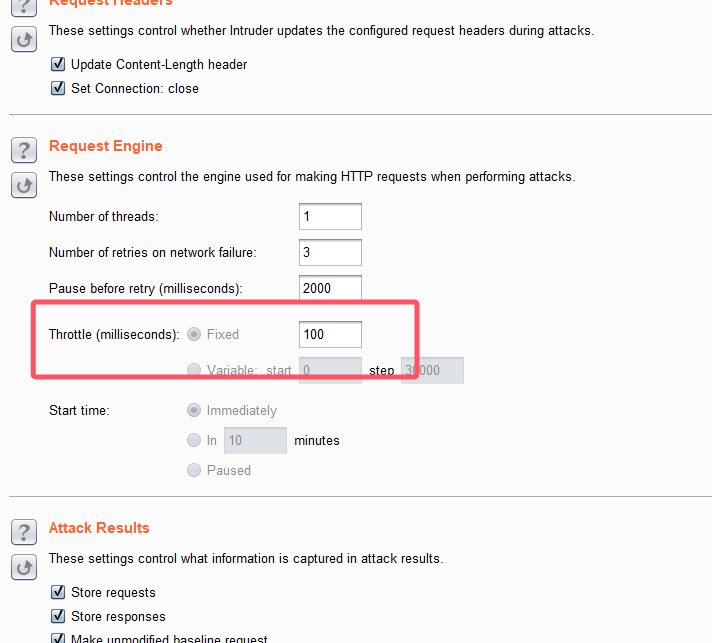 Request Headers
These settings control whether Intruder updates the configured request headers during attacks.
Update Content-Length header
Set Connection: close
Request Engine
These settings control the engine used for making HTTP requests when performing attacks.
Number of threads: 1
Number of retries on network failure: 3
Pause before retry (milliseconds): 2000
Throttle (milliseconds): Fixed 100
Variable: start 0 step 30000
Start time: Immediately
In 10 minutes
Paused
Attack Results
These settings control what information is captured in attack results.
Store requests
Store responses
Make unmodified baseline request